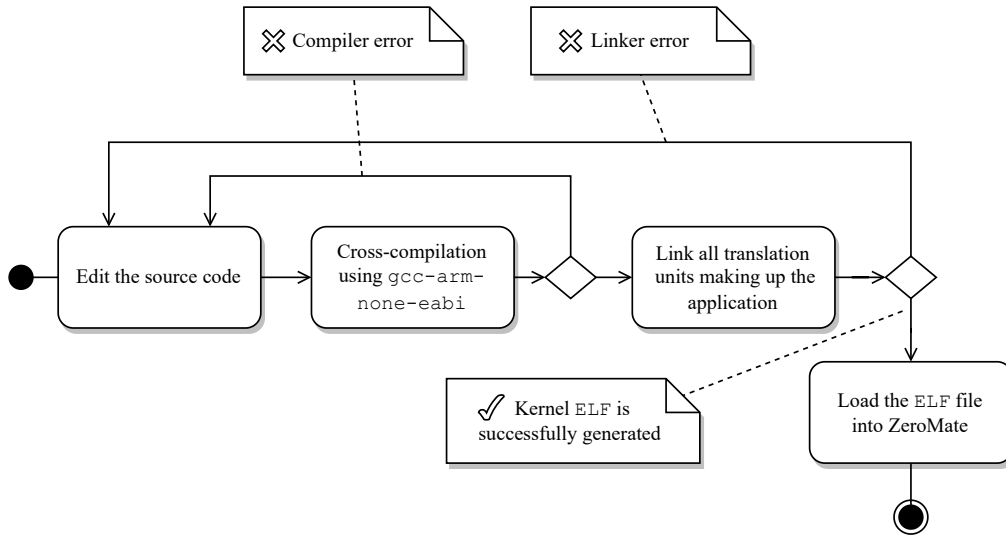 Compiler error
Linker error
Edit the source code
Cross-compilation
using gcc-arm-
none-eabi
Link all translation
units making up the
application
Kernel ELF is
successfully generated
Load the ELF file
into ZeroMate